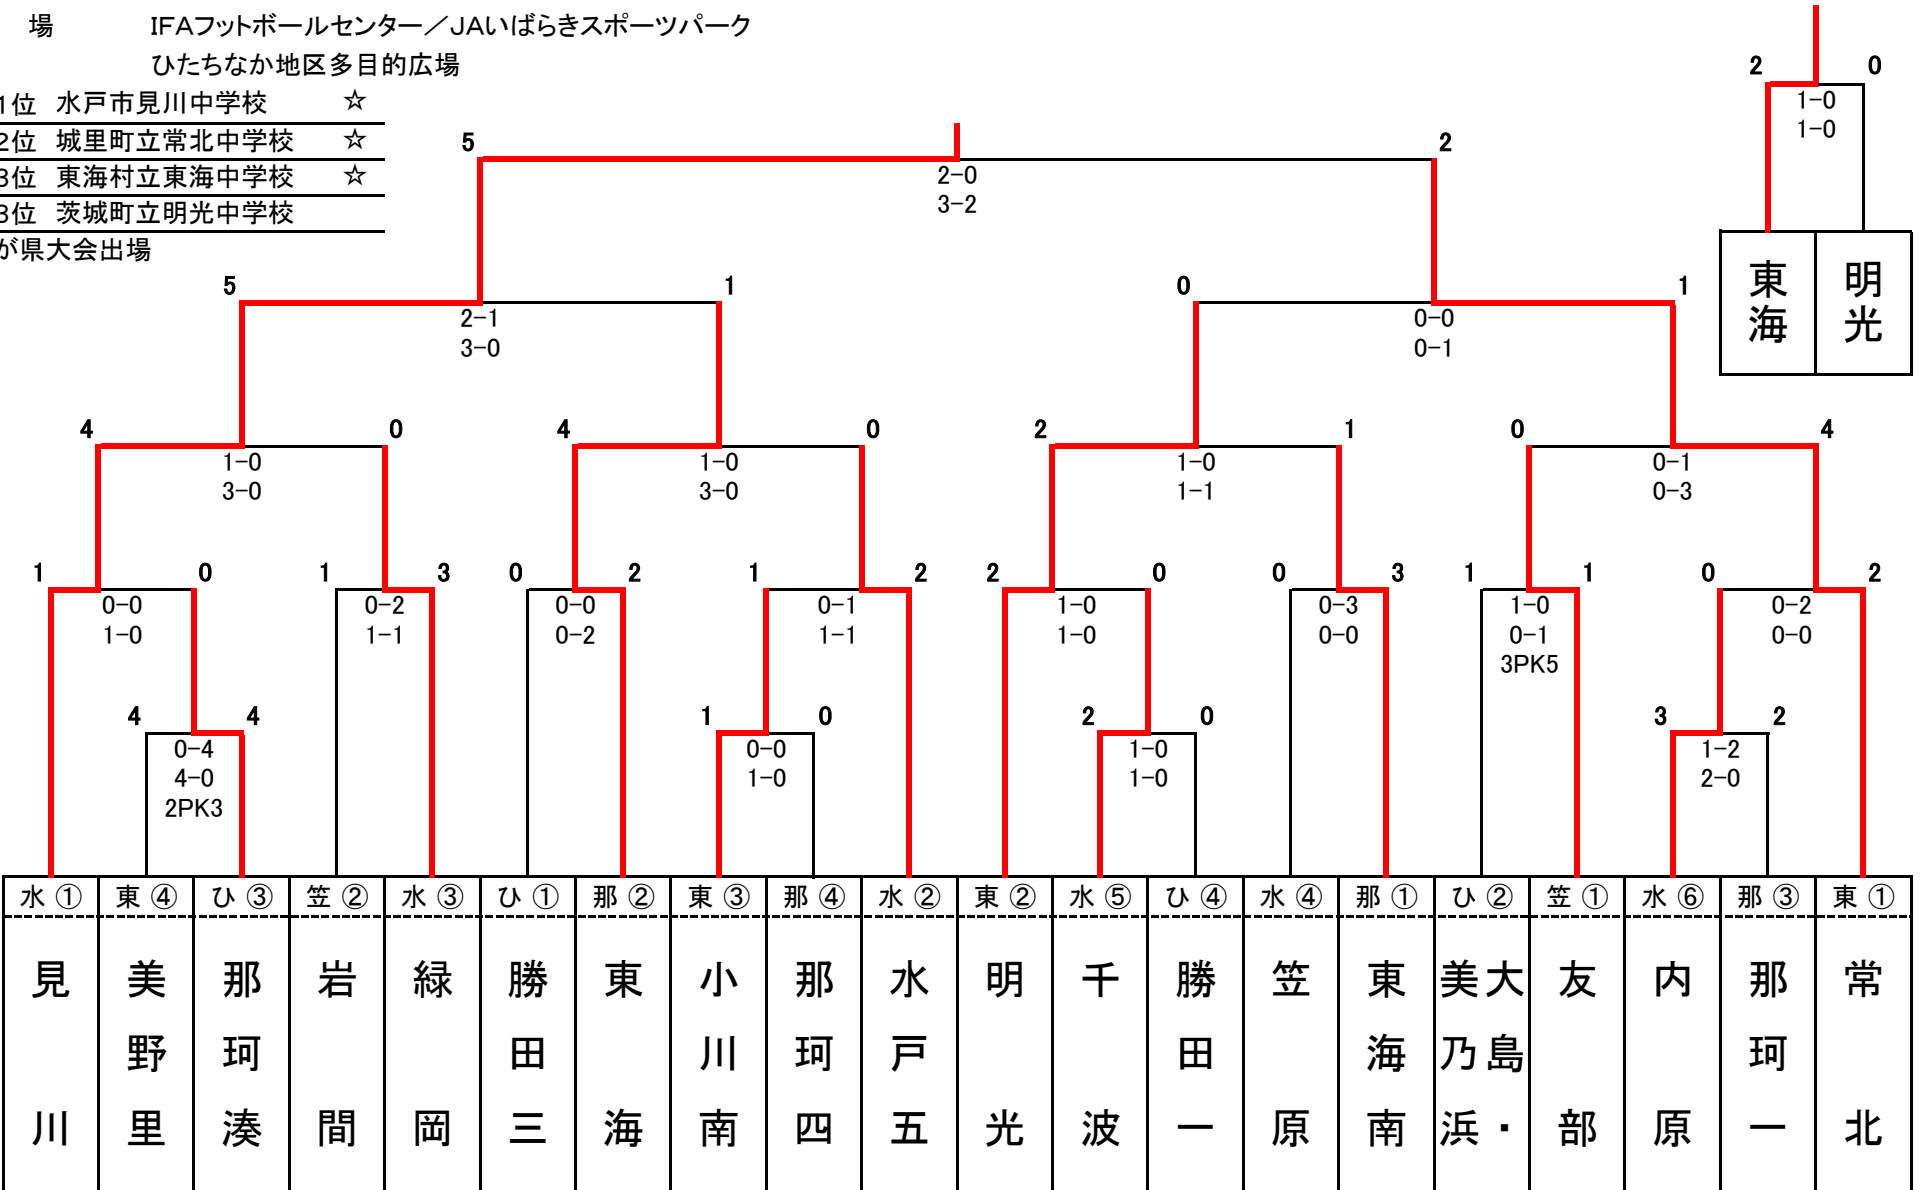 場 IFAフットボールセンター／JAいばらきスポーツパーク
ひたちなか地区多目的広場
1位 水戸市見川中学校 ☆
2位 城里町立常北中学校 ☆
3位 東海村立東海中学校 ☆
3位 茨城町立明光中学校
が県大会出場
2 0
1-0
1-0
東海 明光
5 2
2-0
3-2
5 1 0 1
2-1 0-0
3-0 0-1
4 0 4 0 2 1 0 4
1-0 1-0 1-0 0-1
3-0 3-0 1-1 0-3
1 0 1 3 0 2 1 2 2 0 0 3 1 1 0 2
0-0 0-2 0-0 0-1 1-0 0-3 1-0 0-2
1-0 1-1 0-2 1-1 1-0 0-0 0-1 0-0
3PK5
4 4 1 0 2 0 3 2
0-4 0-0 1-0 1-2
4-0 1-0 1-0 2-0
2PK3
水① 東④ ひ③ 笠② 水③ ひ① 那② 東③ 那④ 水② 東② 水⑤ ひ④ 水④ 那① ひ② 笠① 水⑥ 那③ 東①
見川
美野里
那珂湊
岩間
緑岡
勝田三
東海
小川南
那珂四
水戸五
明光
千波
勝田一
笠原
東海南
大島・
美乃浜
友部
内原
那珂一
常北